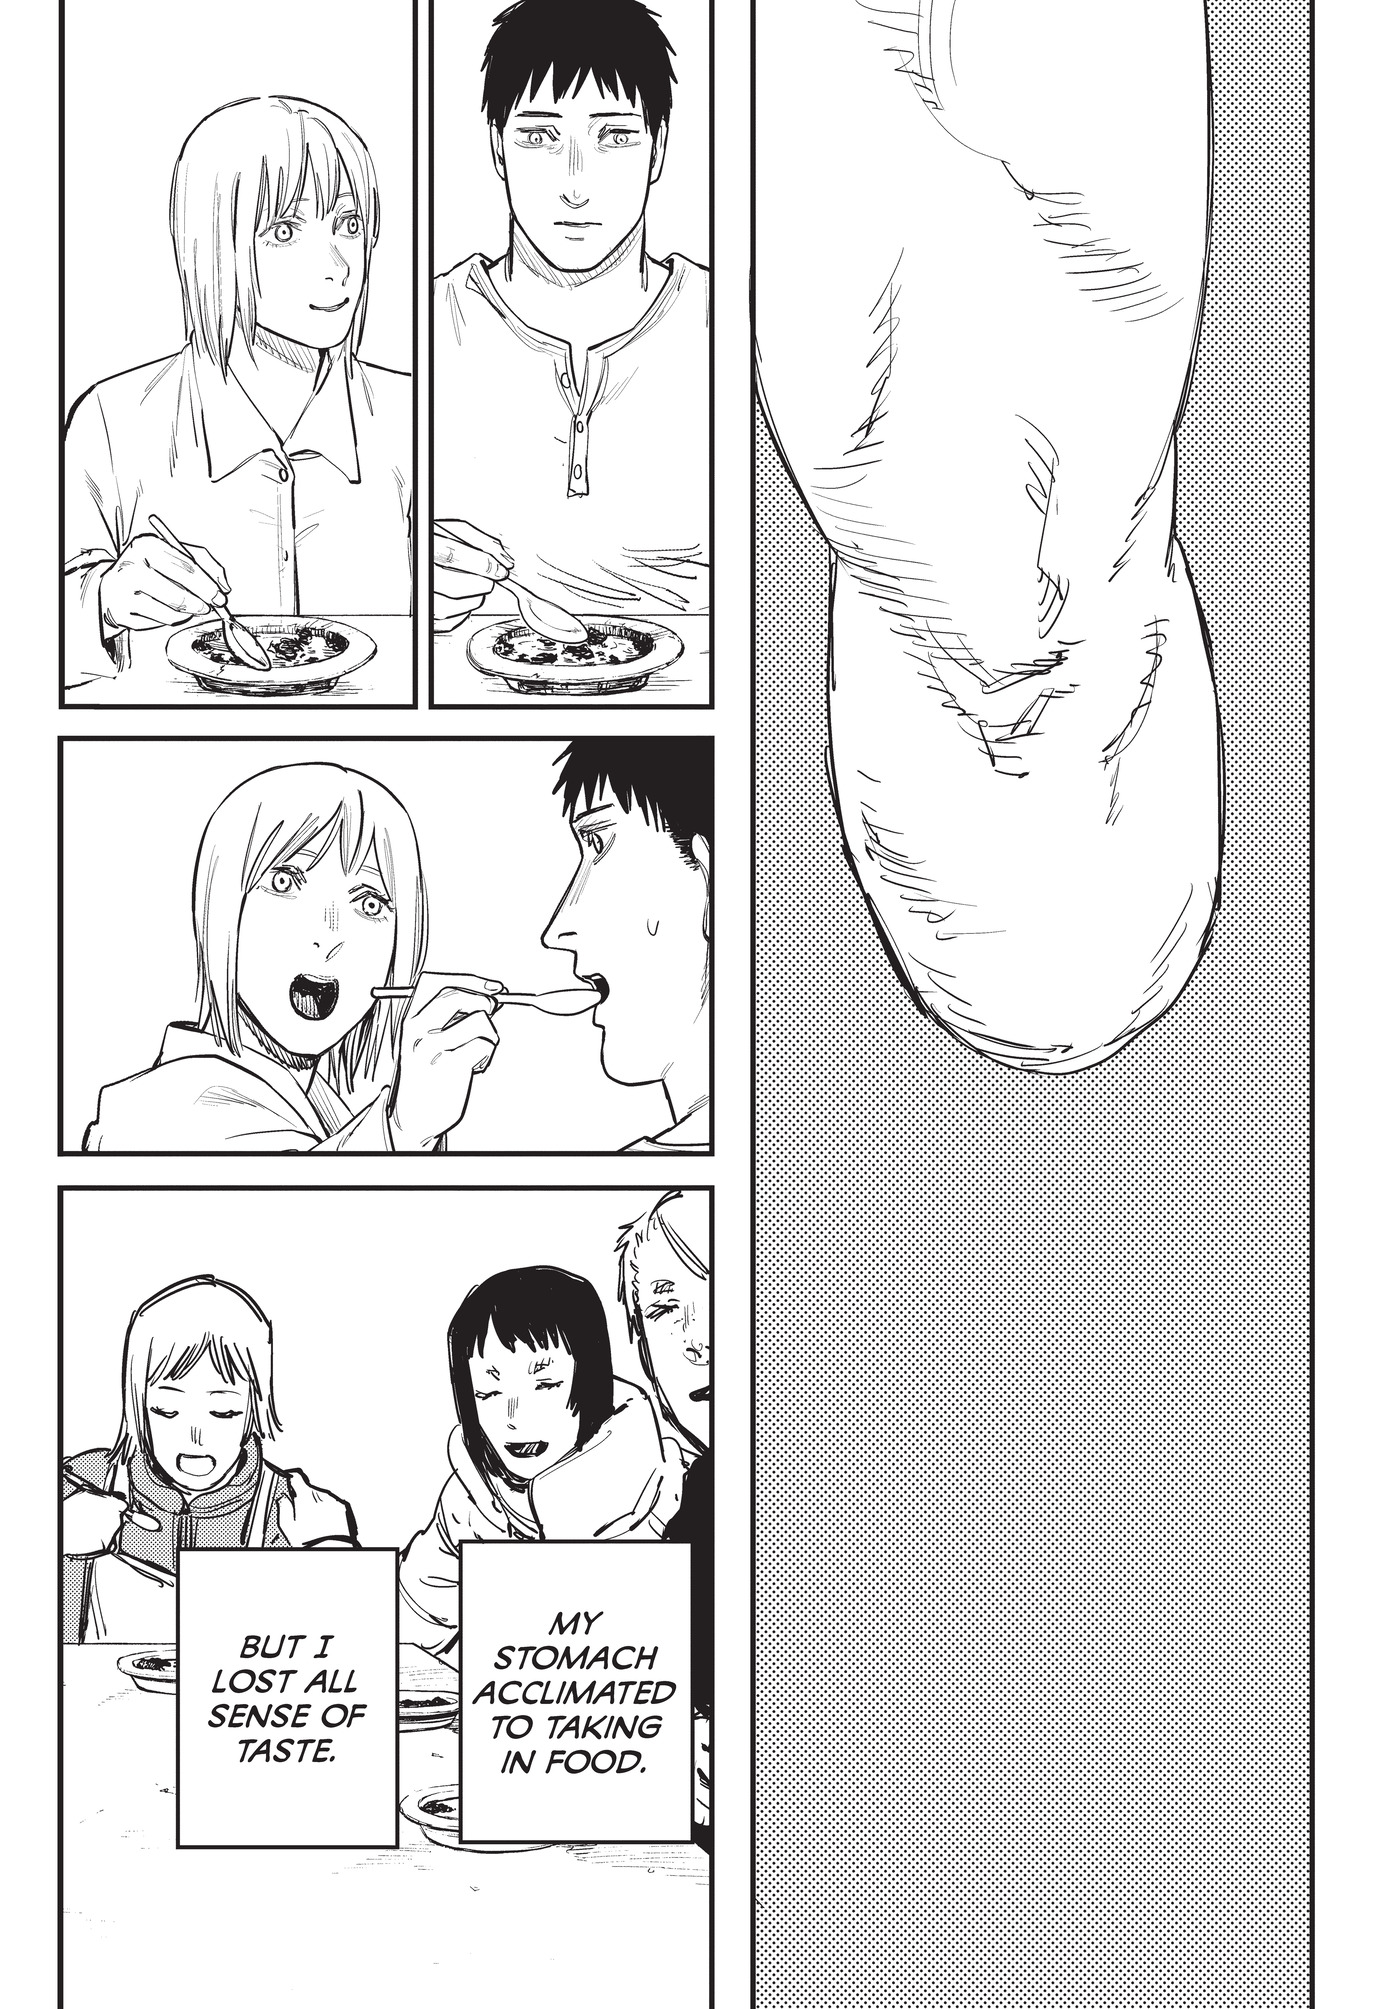 MY
STOMACH
ACCLIMATED
TO TAKING
IN FOOD.
BUT I
LOST ALL
SENSE OF
TASTE.